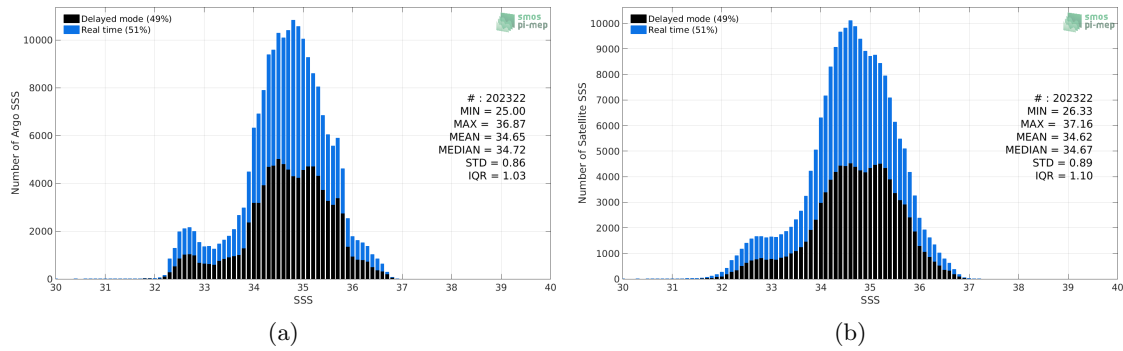 Delayed mode (49%)
Real time (51%)
smos
pi-mep
Number of Argo SSS
10000
8000
6000
4000
2000
0
# : 202322
MIN = 25.00
MAX = 36.87
MEAN = 34.65
MEDIAN = 34.72
STD = 0.86
IQR = 1.03
30 31 32 33 34 35 36 37 38 39 40
SSS
(a)
Delayed mode (49%)
Real time (51%)
smos
pi-mep
Number of Satellite SSS
10000
9000
8000
7000
6000
5000
4000
3000
2000
1000
0
# : 202322
MIN = 26.33
MAX = 37.16
MEAN = 34.62
MEDIAN = 34.67
STD = 0.89
IQR = 1.10
30 31 32 33 34 35 36 37 38 39 40
SSS
(b)